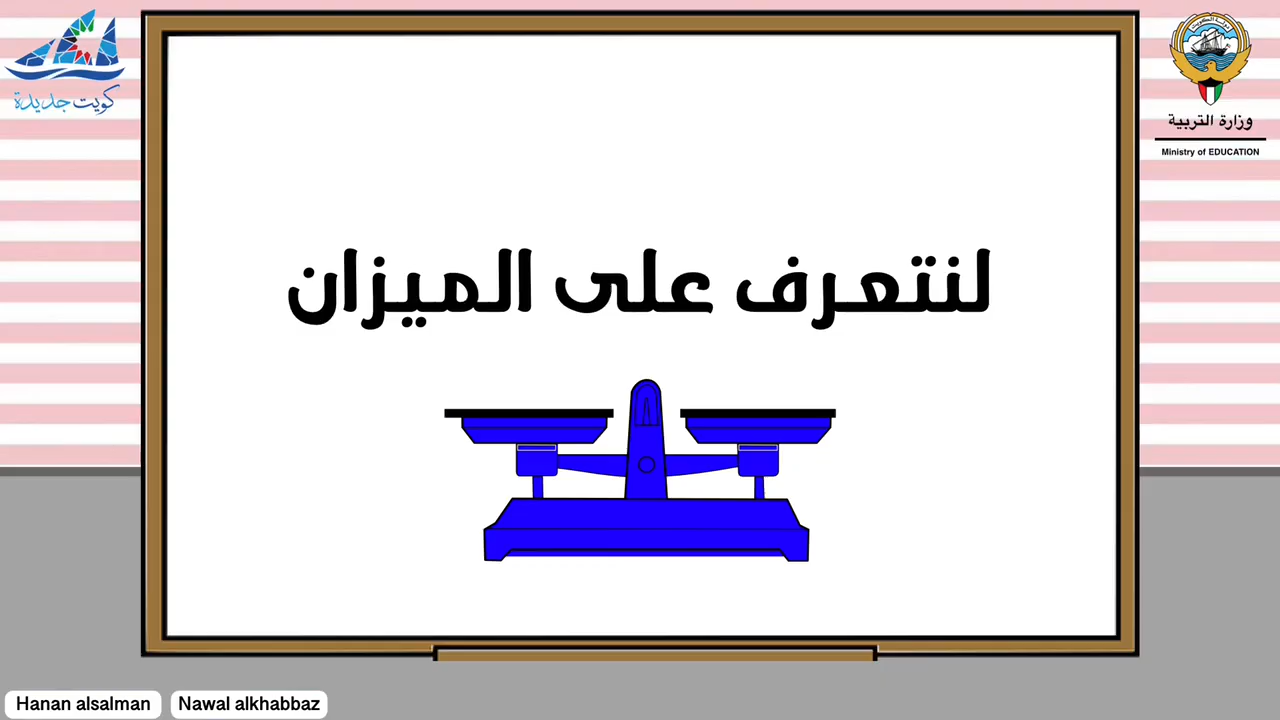 كويت جديدة
وزارة التربية
Ministry of EDUCATION
لنتعرف على الميزان
Hanan alsalman
Nawal alkhabbaz